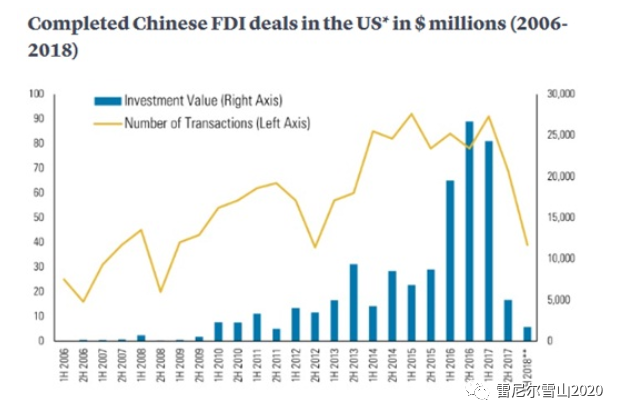 Completed Chinese FDI deals in the US* in $ millions (2006-
2018)
Investment Value (Right Axis)
Number of Transactions (Left Axis)
100
90
80
70
60
50
40
30
20
10
0
30,000
25,000
20,000
15,000
10,000
5,000
0
1H 2006
2H 2006
1H 2007
2H 2007
1H 2008
2H 2008
1H 2009
2H 2009
1H 2010
2H 2010
1H 2011
2H 2011
1H 2012
2H 2012
1H 2013
2H 2013
1H 2014
2H 2014
1H 2015
2H 2015
1H 2016
2H 2016
1H 2017
2H 2017
2018**
雷尼尔雪山2020